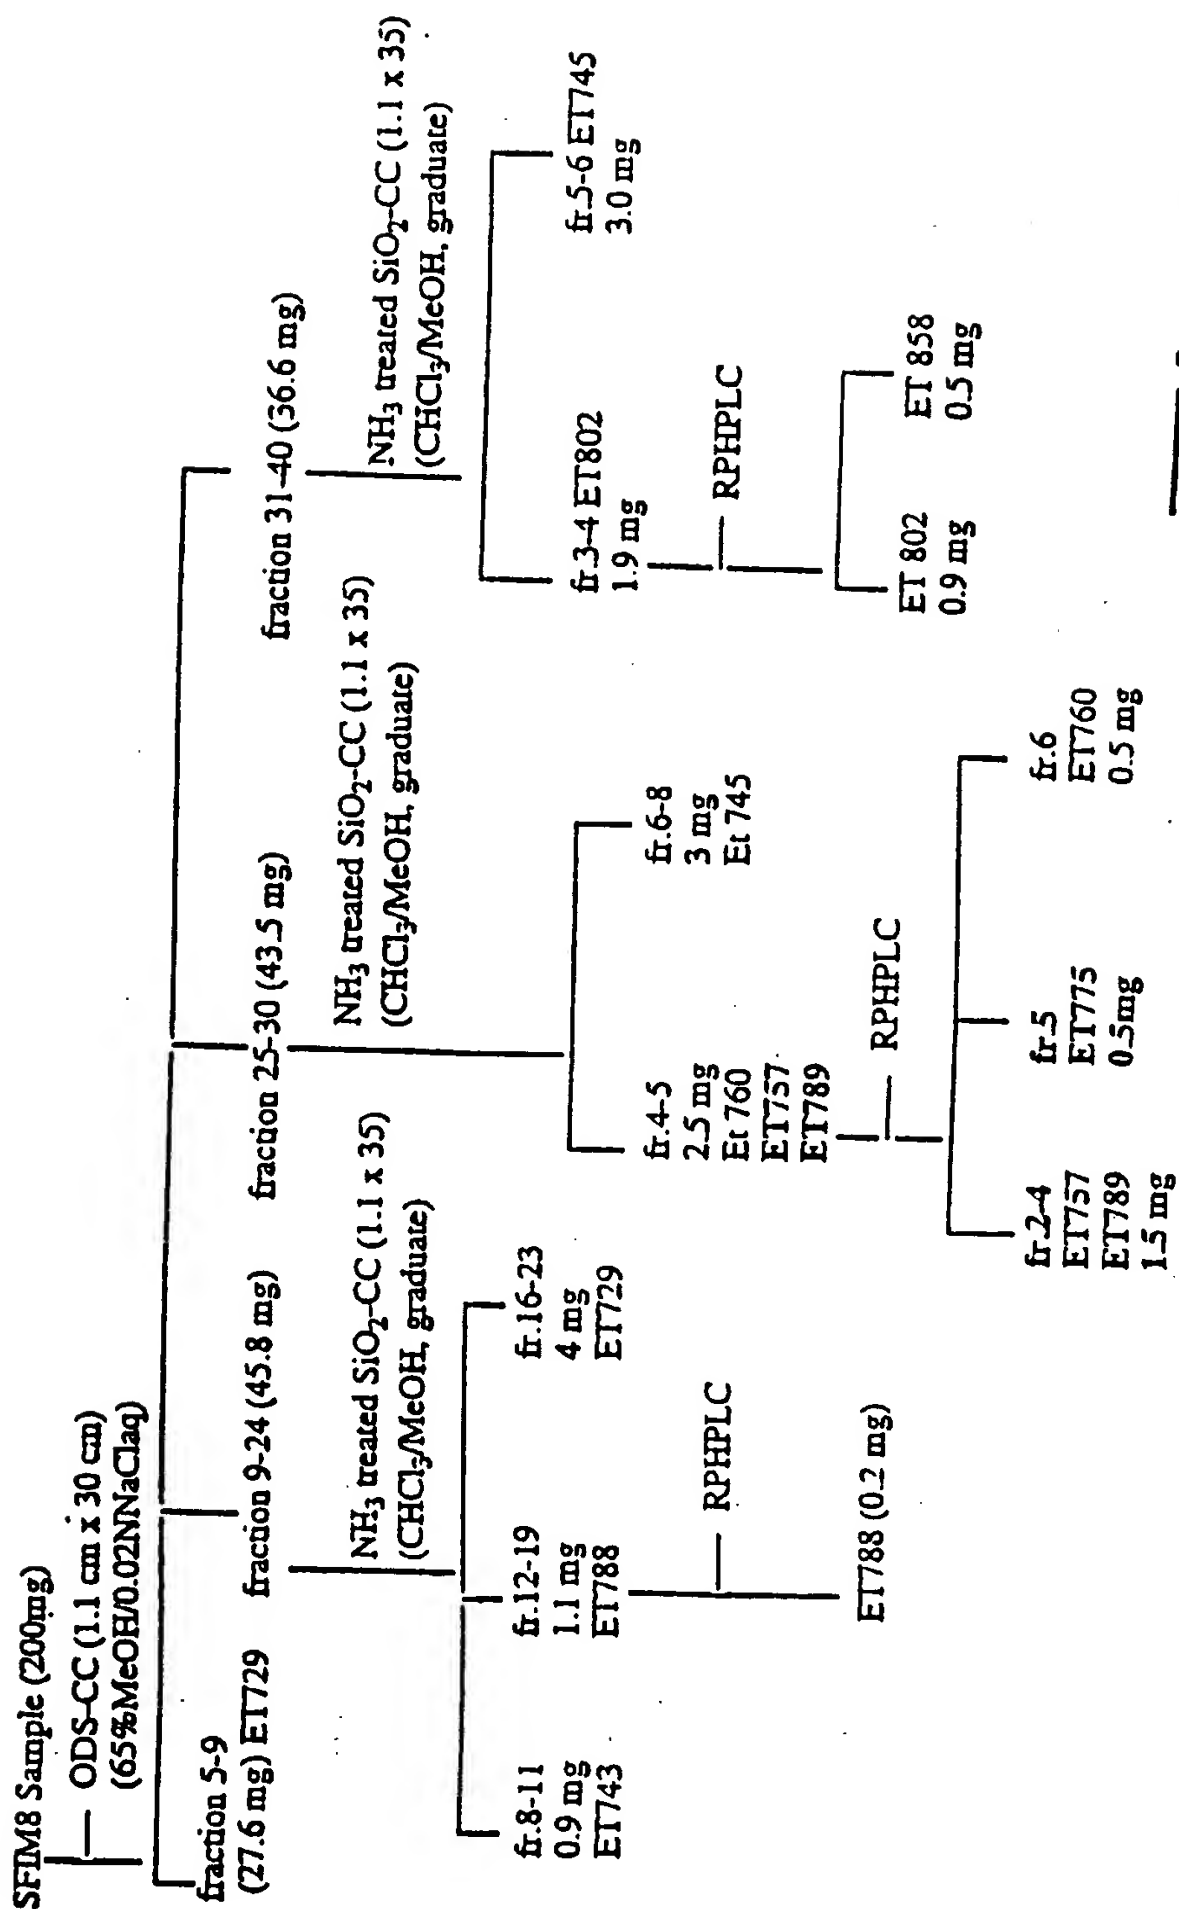 SFIM8 Sample (200mg)
ODS-CC (1.1 cm x 30 cm)
(65%MeOH/0.02NNaClaq)
fraction 5-9
(27.6 mg) ET729
fraction 9-24 (45.8 mg)
fraction 25-30 (43.5 mg)
fraction 31-40 (36.6 mg)
NH3 treated SiO2-CC (1.1 x 35)
(CHCl3/MeOH, graduate)
fr.8-11
0.9 mg
ET743
fr.12-19
1.1 mg
ET788
fr.16-23
4 mg
ET729
RPHPLC
ET788 (0.2 mg)
NH3 treated SiO2-CC (1.1 x 35)
(CHCl3/MeOH, graduate)
fr.4-5
2.5 mg
Et 760
ET757
ET789
fr.6-8
3 mg
Et 745
RPHPLC
fr.2-4
ET757
ET789
1.5 mg
fr.5
ET775
0.5mg
fr.6
ET760
0.5 mg
NH3 treated SiO2-CC (1.1 x 35)
(CHCl3/MeOH, graduate)
fr.3-4 ET802
1.9 mg
fr.5-6 ET745
3.0 mg
RPHPLC
ET 802
0.9 mg
ET 858
0.5 mg